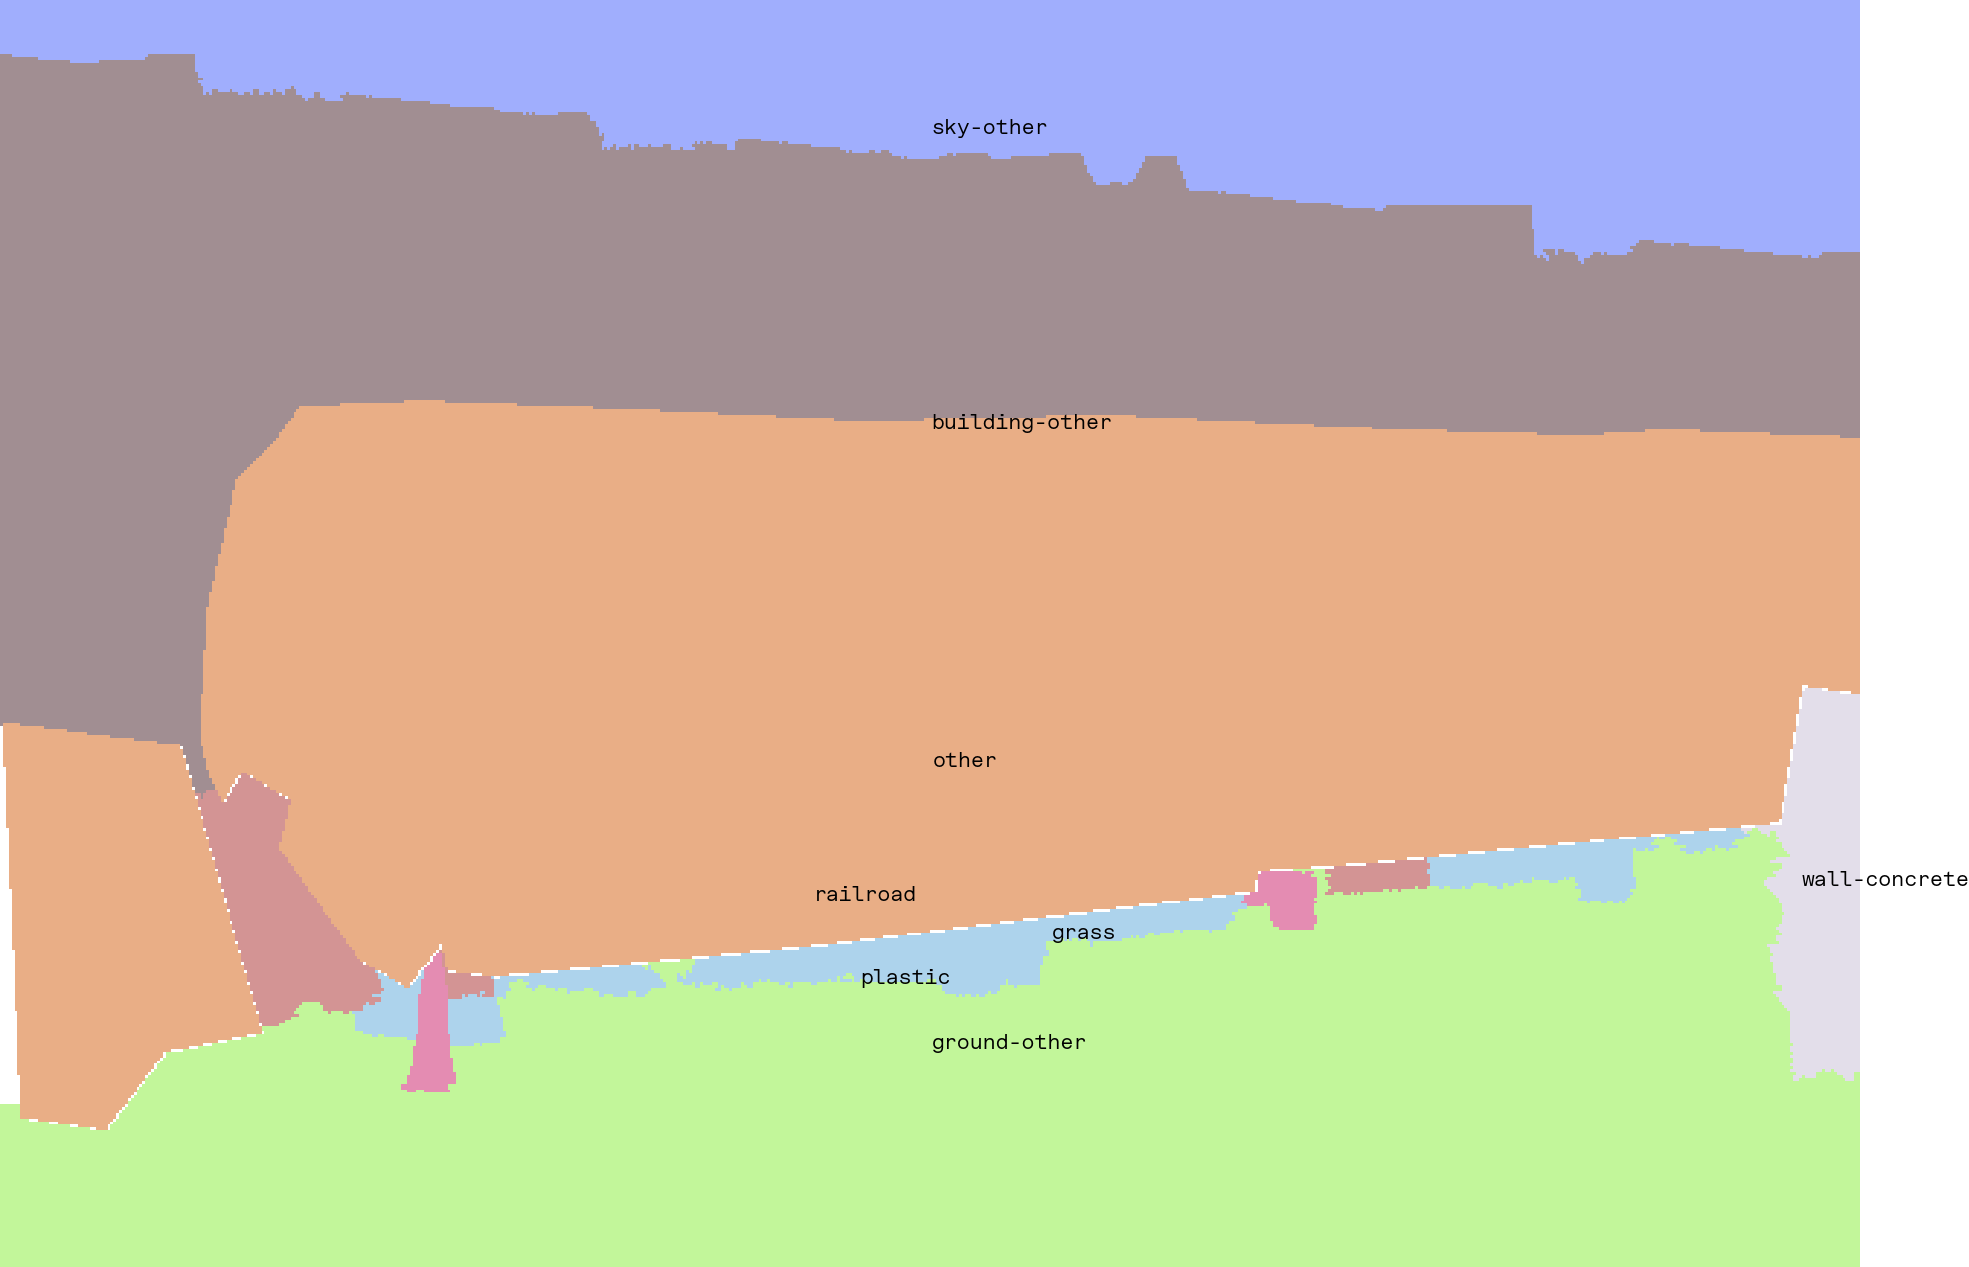 sky-other
building-other
other
railroad
wall-concrete
grass
plastic
ground-other